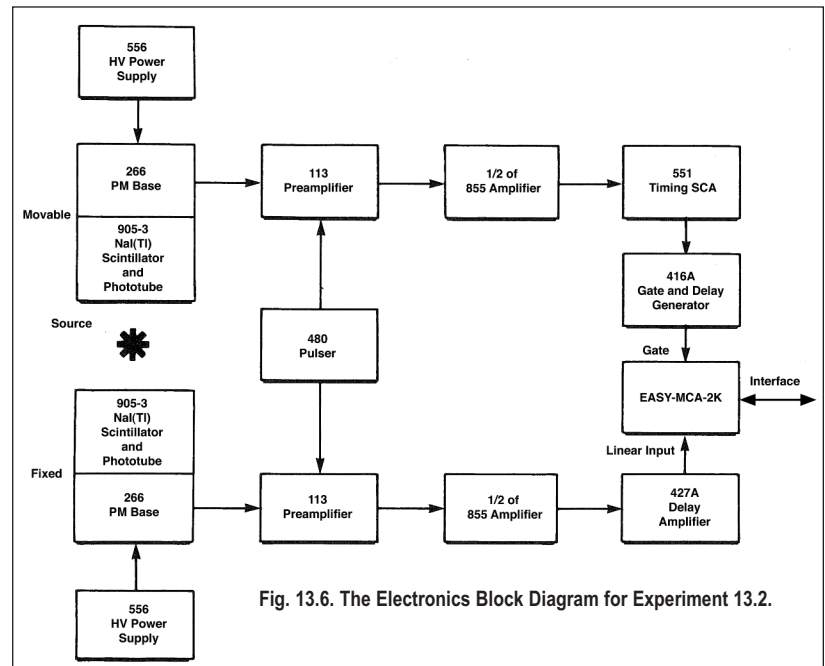 556
HV Power
Supply
266
PM Base
113
Preamplifier
1/2 of
855 Amplifier
551
Timing SCA
Movable
905-3
NaI(Tl)
Scintillator
and
Phototube
416A
Gate and Delay
Generator
Source
480
Pulser
Gate
Interface
EASY-MCA-2K
905-3
NaI(Tl)
Scintillator
and
Phototube
Linear Input
Fixed
266
PM Base
113
Preamplifier
1/2 of
855 Amplifier
427A
Delay
Amplifier
556
HV Power
Supply
Fig. 13.6. The Electronics Block Diagram for Experiment 13.2.